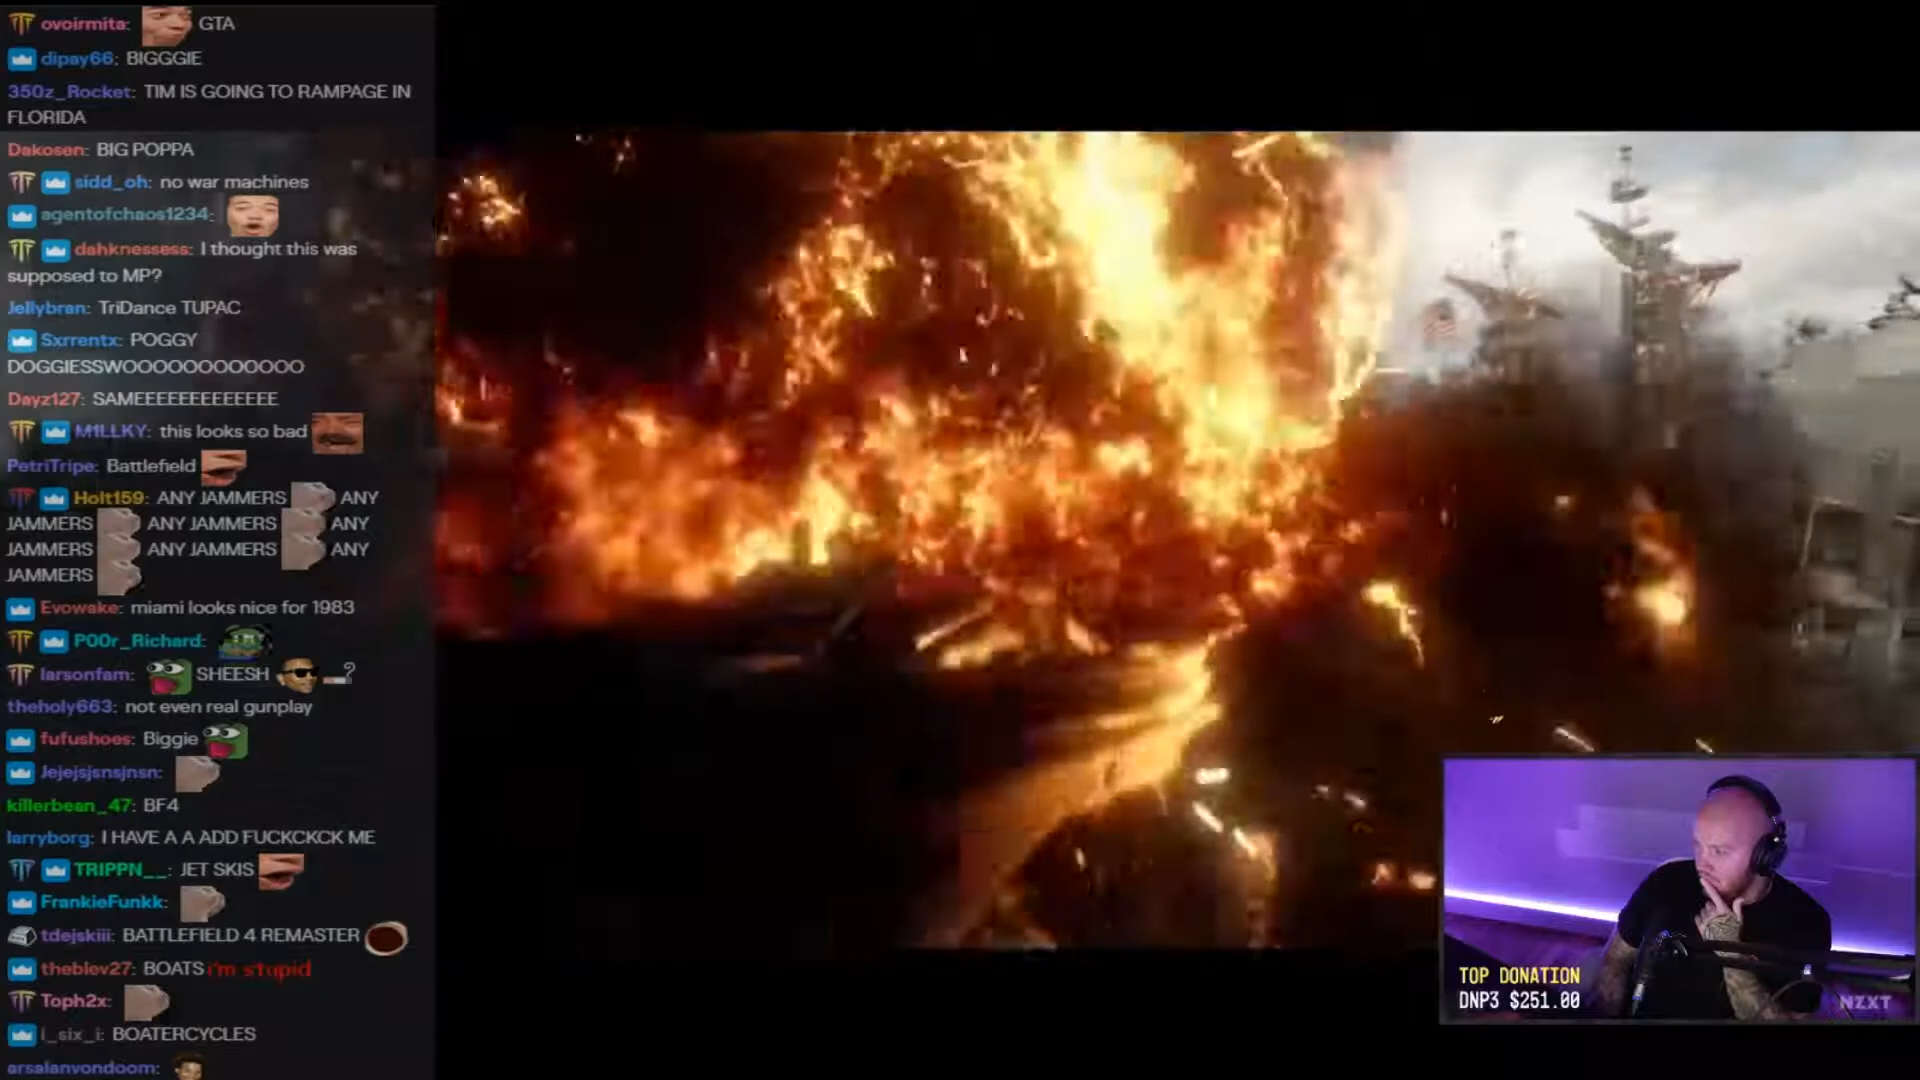 ovoirmita: GTA
dipay66: BIGGGIE
350z_Rocket: TIM IS GOING TO RAMPAGE IN
FLORIDA
Dakosen: BIG POPPA
sidd_oh: no war machines
agentofchaos1234:
dahknessess: I thought this was
supposed to MP?
Jellybran: TriDance TUPAC
Sxrrentx: POGGY
DOGGIESSWOOOOOOOOOOOO
Dayz127: SAMEEEEEEEEEEEEE
M1LLKY: this looks so bad
PetriTripe: Battlefield
Holt159: ANY JAMMERS ANY
JAMMERS ANY JAMMERS ANY
JAMMERS ANY JAMMERS ANY
JAMMERS
Evowake: miami looks nice for 1983
P00r_Richard:
larsonfam: SHEESH
theholy663: not even real gunplay
fufushoes: Biggie
Jejejsjsnsjnsn:
killerbean_47: BF4
larryborg: I HAVE A A ADD FUCKCKCK ME
TRIPPN__: JET SKIS
FrankieFunkk:
tdejskiii: BATTLEFIELD 4 REMASTER
theblev27: BOATS i'm stupid
Toph2x:
i_six_i: BOATERCYCLES
arsalanvondoom:
TOP DONATION
DNP3 $251.00
NZXT